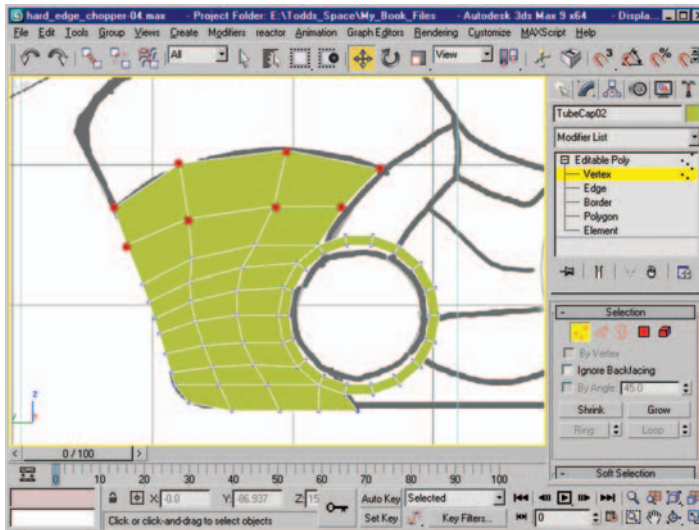 hard_edge_chopper-04.max - Project Folder: E:\Todds_Space\My_Book_Files - Autodesk 3ds Max 9 x64 - Displa...
File Edit Tools Group Views Create Modifiers reactor Animation Graph Editors Rendering Customize MAXScript Help
All
View
3
TubeCap02
Modifier List
Editable Poly
Vertex
Edge
Border
Polygon
Element
- Selection
By Vertex
Ignore Backfacing
By Angle: 45.0
Shrink Grow
Ring Loop
- Soft Selection
z
< 0 / 100 >
0 10 20 30 40 50 60 70 80 90 100
X: -0.0 Y: -86.937 Z: 15
Auto Key Selected
Click or click-and-drag to select objects
Set Key Key Filters... 0